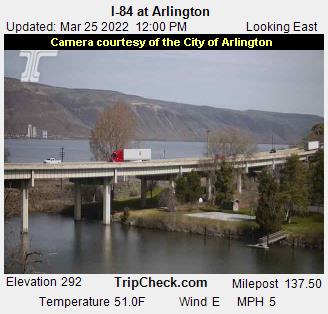 I-84 at Arlington
Updated: Mar 25 2022 12:00 PM Looking East
Camera courtesy of the City of Arlington
Elevation 292 TripCheck.com Milepost 137.50
Temperature 51.0F Wind E MPH 5